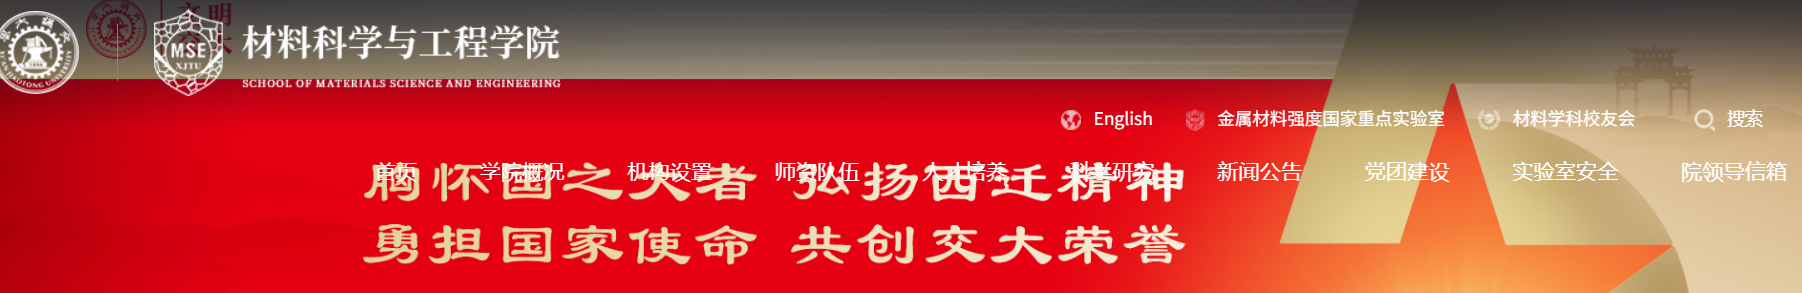 文明
MSE
XJTU
材料科学与工程学院
SCHOOL OF MATERIALS SCIENCE AND ENGINEERING
English 金属材料强度国家重点实验室 材料学科校友会 搜索
首页 学院概况 机构设置 师资队伍 人才培养 科学研究 新闻公告 党团建设 实验室安全 院领导信箱
胸怀国之大者 弘扬西迁精神
勇担国家使命 共创交大荣誉